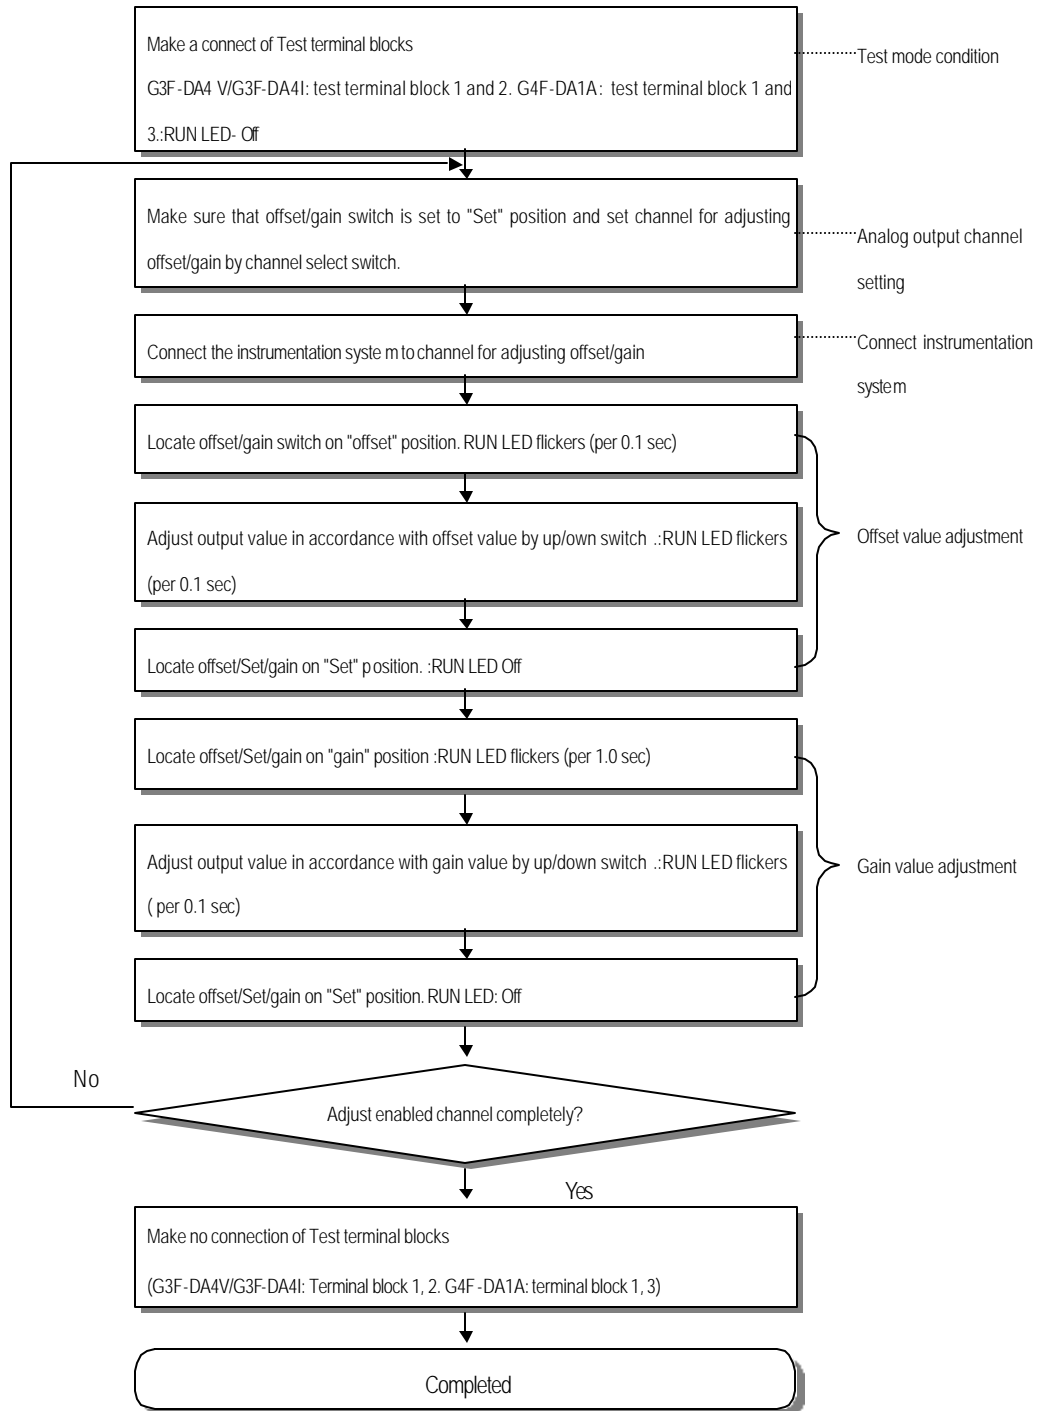 Make a connect of Test terminal blocks
G3F-DA4 V/G3F-DA4I: test terminal block 1 and 2. G4F-DA1A: test terminal block 1 and
3.:RUN LED- Off
Test mode condition
Make sure that offset/gain switch is set to "Set" position and set channel for adjusting
offset/gain by channel select switch.
Analog output channel
setting
Connect the instrumentation system to channel for adjusting offset/gain
Connect instrumentation
system
Locate offset/gain switch on "offset" position. RUN LED flickers (per 0.1 sec)
Adjust output value in accordance with offset value by up/own switch .:RUN LED flickers
(per 0.1 sec)
Offset value adjustment
Locate offset/Set/gain on "Set" position. :RUN LED Off
Locate offset/Set/gain on "gain" position :RUN LED flickers (per 1.0 sec)
Adjust output value in accordance with gain value by up/down switch .:RUN LED flickers
( per 0.1 sec)
Gain value adjustment
Locate offset/Set/gain on "Set" position. RUN LED: Off
No
Adjust enabled channel completely?
Yes
Make no connection of Test terminal blocks
(G3F-DA4V/G3F-DA4I: Terminal block 1, 2. G4F-DA1A: terminal block 1, 3)
Completed